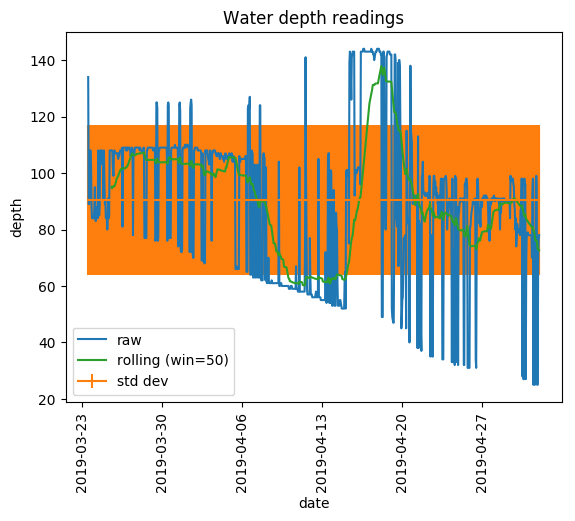 Water depth readings
depth
140
120
100
80
60
40
20
raw
rolling (win=50)
std dev
2019-03-23
2019-03-30
2019-04-06
2019-04-13
2019-04-20
2019-04-27
date